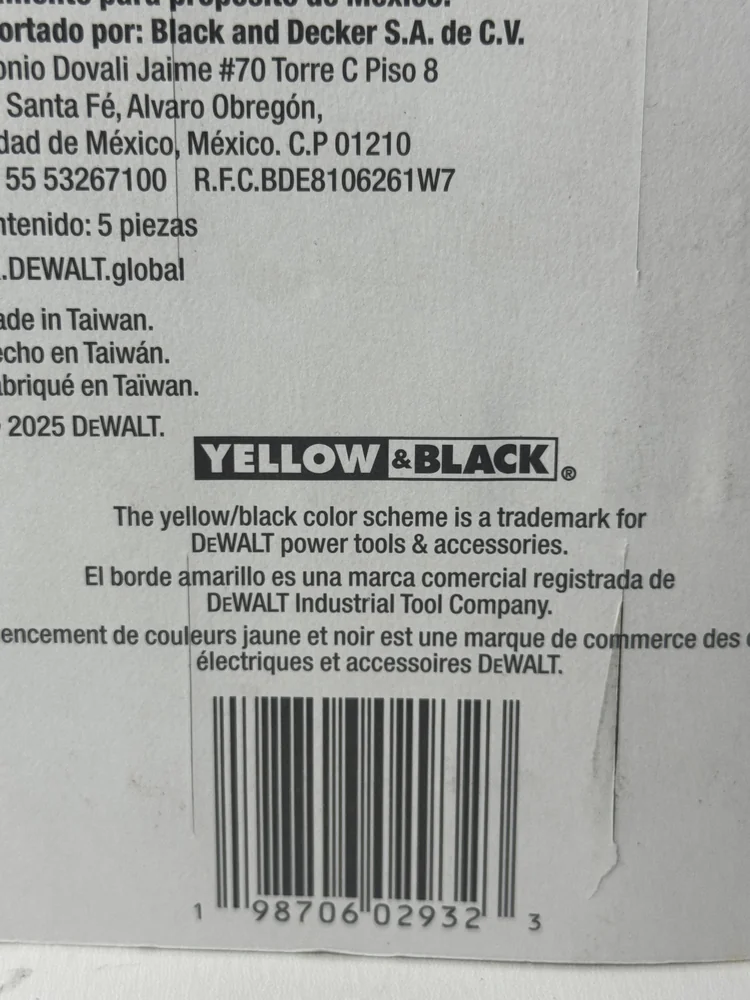 propósito de México.
ortado por: Black and Decker S.A. de C.V.
onio Dovali Jaime #70 Torre C Piso 8
Santa Fé, Alvaro Obregón,
dad de México, México. C.P 01210
55 53267100 R.F.C.BDE8106261W7
ntenido: 5 piezas
.DEWALT.global
ade in Taiwan.
echo en Taiwán.
abriqué en Taïwan.
2025 DEWALT.
YELLOW &BLACK®
The yellow/black color scheme is a trademark for
DEWALT power tools & accessories.
El borde amarillo es una marca comercial registrada de
DEWALT Industrial Tool Company.
encement de couleurs jaune et noir est une marque de commerce des
électriques et accessoires DEWALT.
1 98706 02932 3